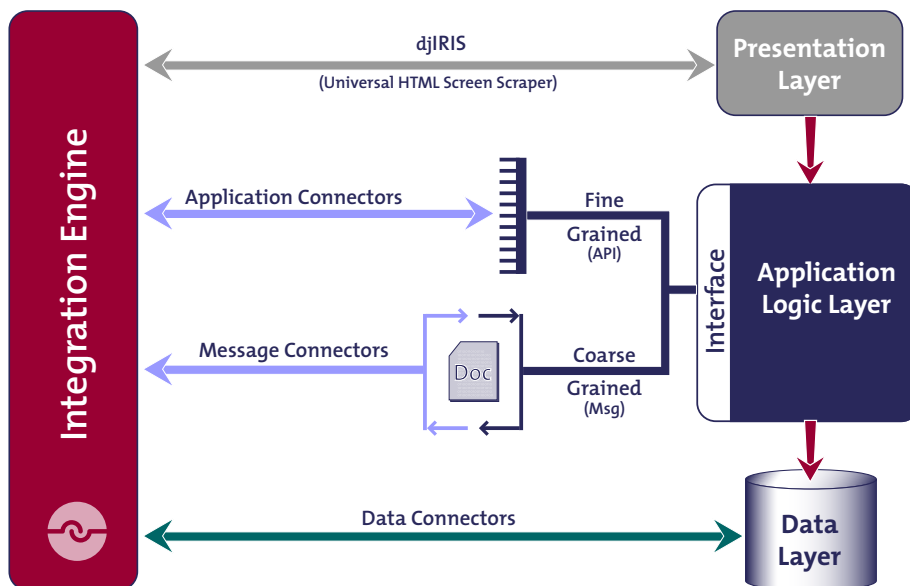 Integration Engine
djIRIS
(Universal HTML Screen Scraper)
Presentation
Layer
Application Connectors
Fine
Grained
(API)
Interface
Application
Logic Layer
Message Connectors
Doc
Coarse
Grained
(Msg)
Data Connectors
Data
Layer